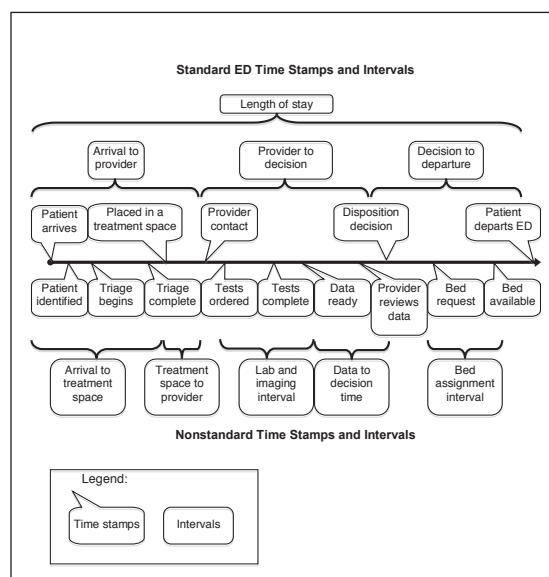 Standard ED Time Stamps and Intervals
Length of stay
Arrival to
provider
Provider to
decision
Decision to
departure
Patient
arrives
Placed in a
treatment space
Provider
contact
Disposition
decision
Patient
departs ED
Patient
identified
Triage
begins
Triage
complete
Tests
ordered
Tests
complete
Data
ready
Provider
reviews
data
Bed
request
Bed
available
Arrival to
treatment
space
Treatment
space to
provider
Lab and
imaging
interval
Data to
decision
time
Bed
assignment
interval
Nonstandard Time Stamps and Intervals
Legend:
Time stamps
Intervals